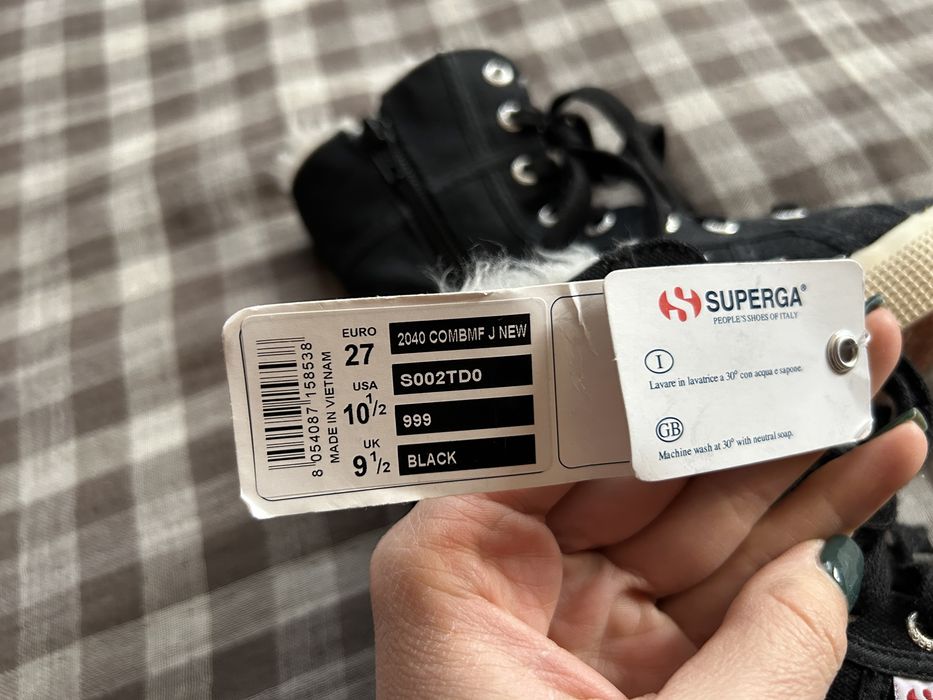 8 054087 158538
MADE IN VIETNAM
EURO
27
USA
10 1/2
UK
9 1/2
2040 COMBMF J NEW
S002TD0
999
BLACK
SUPERGA®
PEOPLE'S SHOES OF ITALY
I
Lavare in lavatrice a 30° con acqua e sapone.
GB
Machine wash at 30° with neutral soap.